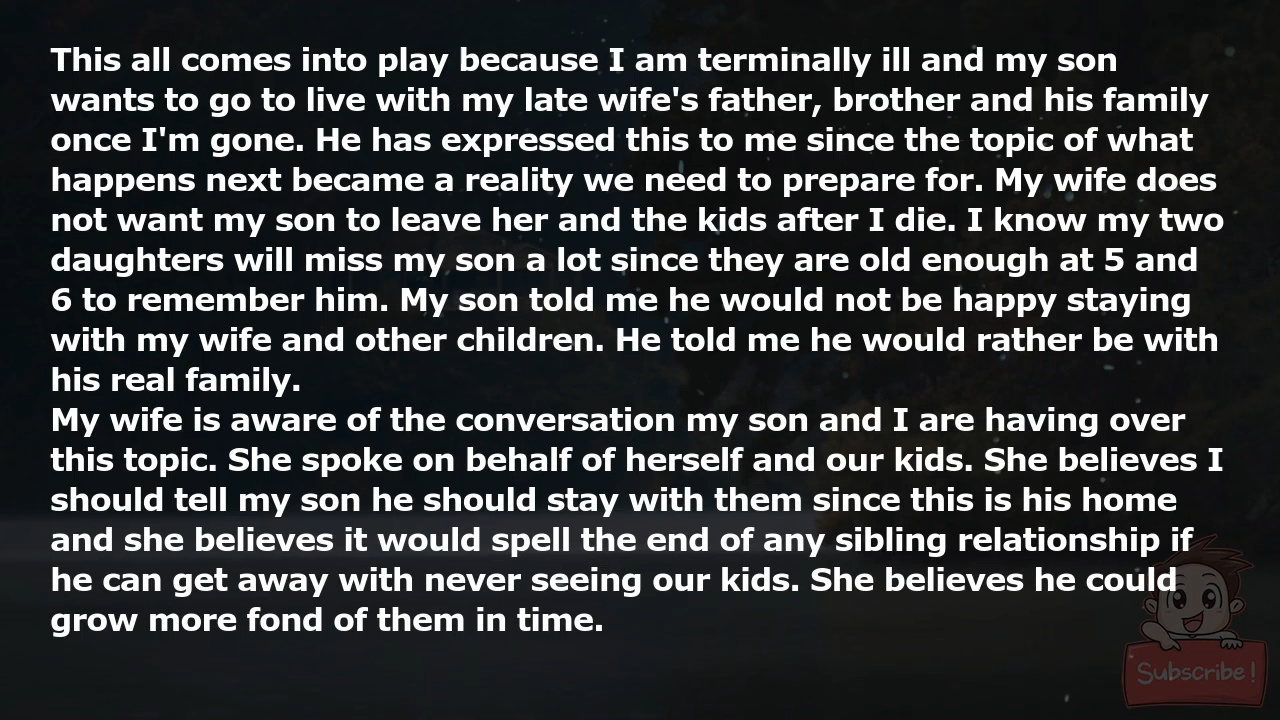 This all comes into play because I am terminally ill and my son
wants to go to live with my late wife's father, brother and his family
once I'm gone. He has expressed this to me since the topic of what
happens next became a reality we need to prepare for. My wife does
not want my son to leave her and the kids after I die. I know my two
daughters will miss my son a lot since they are old enough at 5 and
6 to remember him. My son told me he would not be happy staying
with my wife and other children. He told me he would rather be with
his real family.
My wife is aware of the conversation my son and I are having over
this topic. She spoke on behalf of herself and our kids. She believes I
should tell my son he should stay with them since this is his home
and she believes it would spell the end of any sibling relationship if
he can get away with never seeing our kids. She believes he could
grow more fond of them in time.
Subscribe!